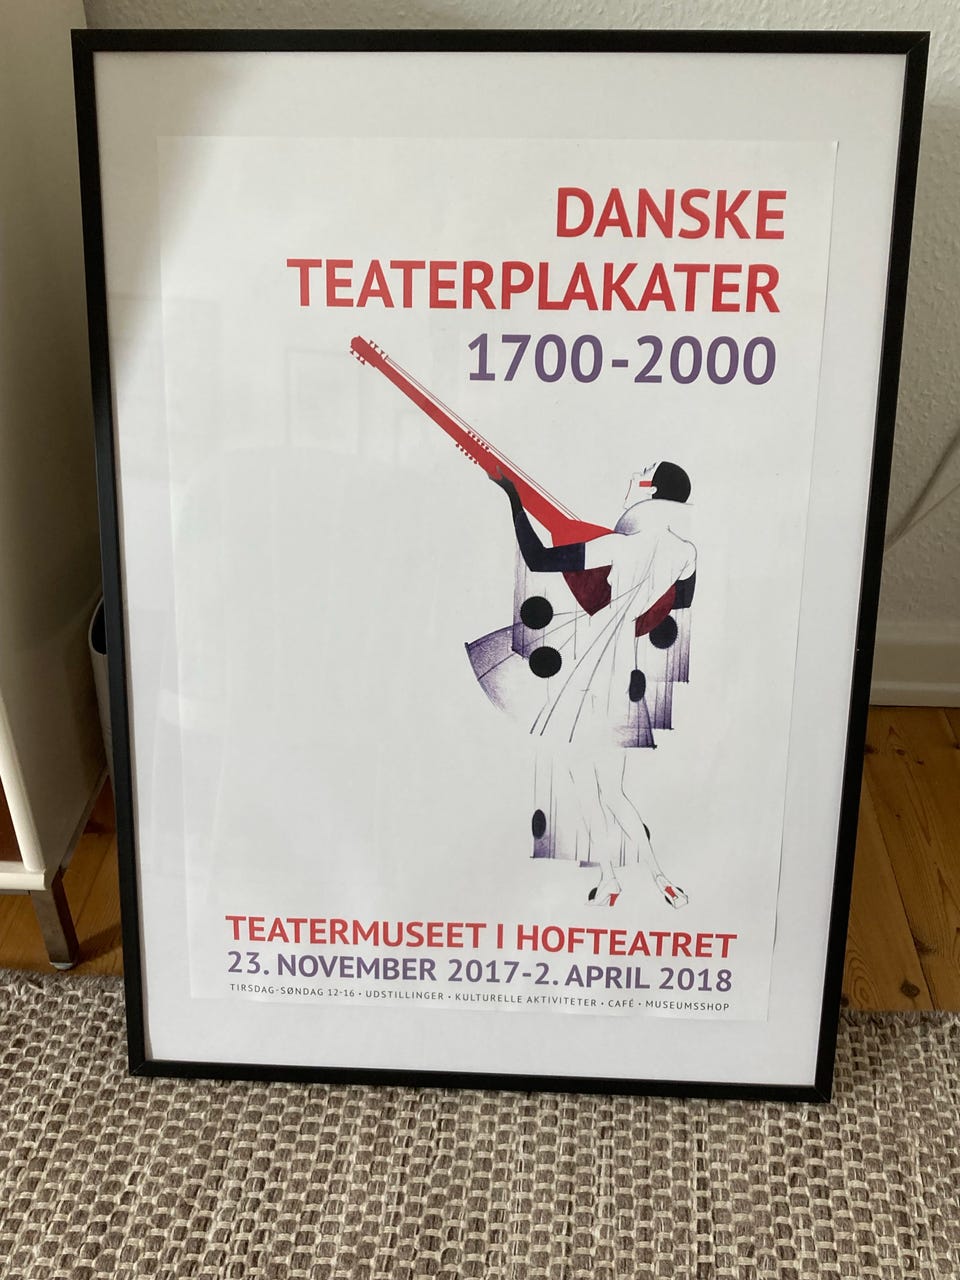 DANSKE
TEATERPLAKATER
1700-2000
TEATERMUSEET I HOFTEATRET
23. NOVEMBER 2017-2. APRIL 2018
TIRSDAG-SØNDAG 12-16 • UDSTILLINGER • KULTURELLE AKTIVITETER • CAFÉ • MUSEUMSSHOP